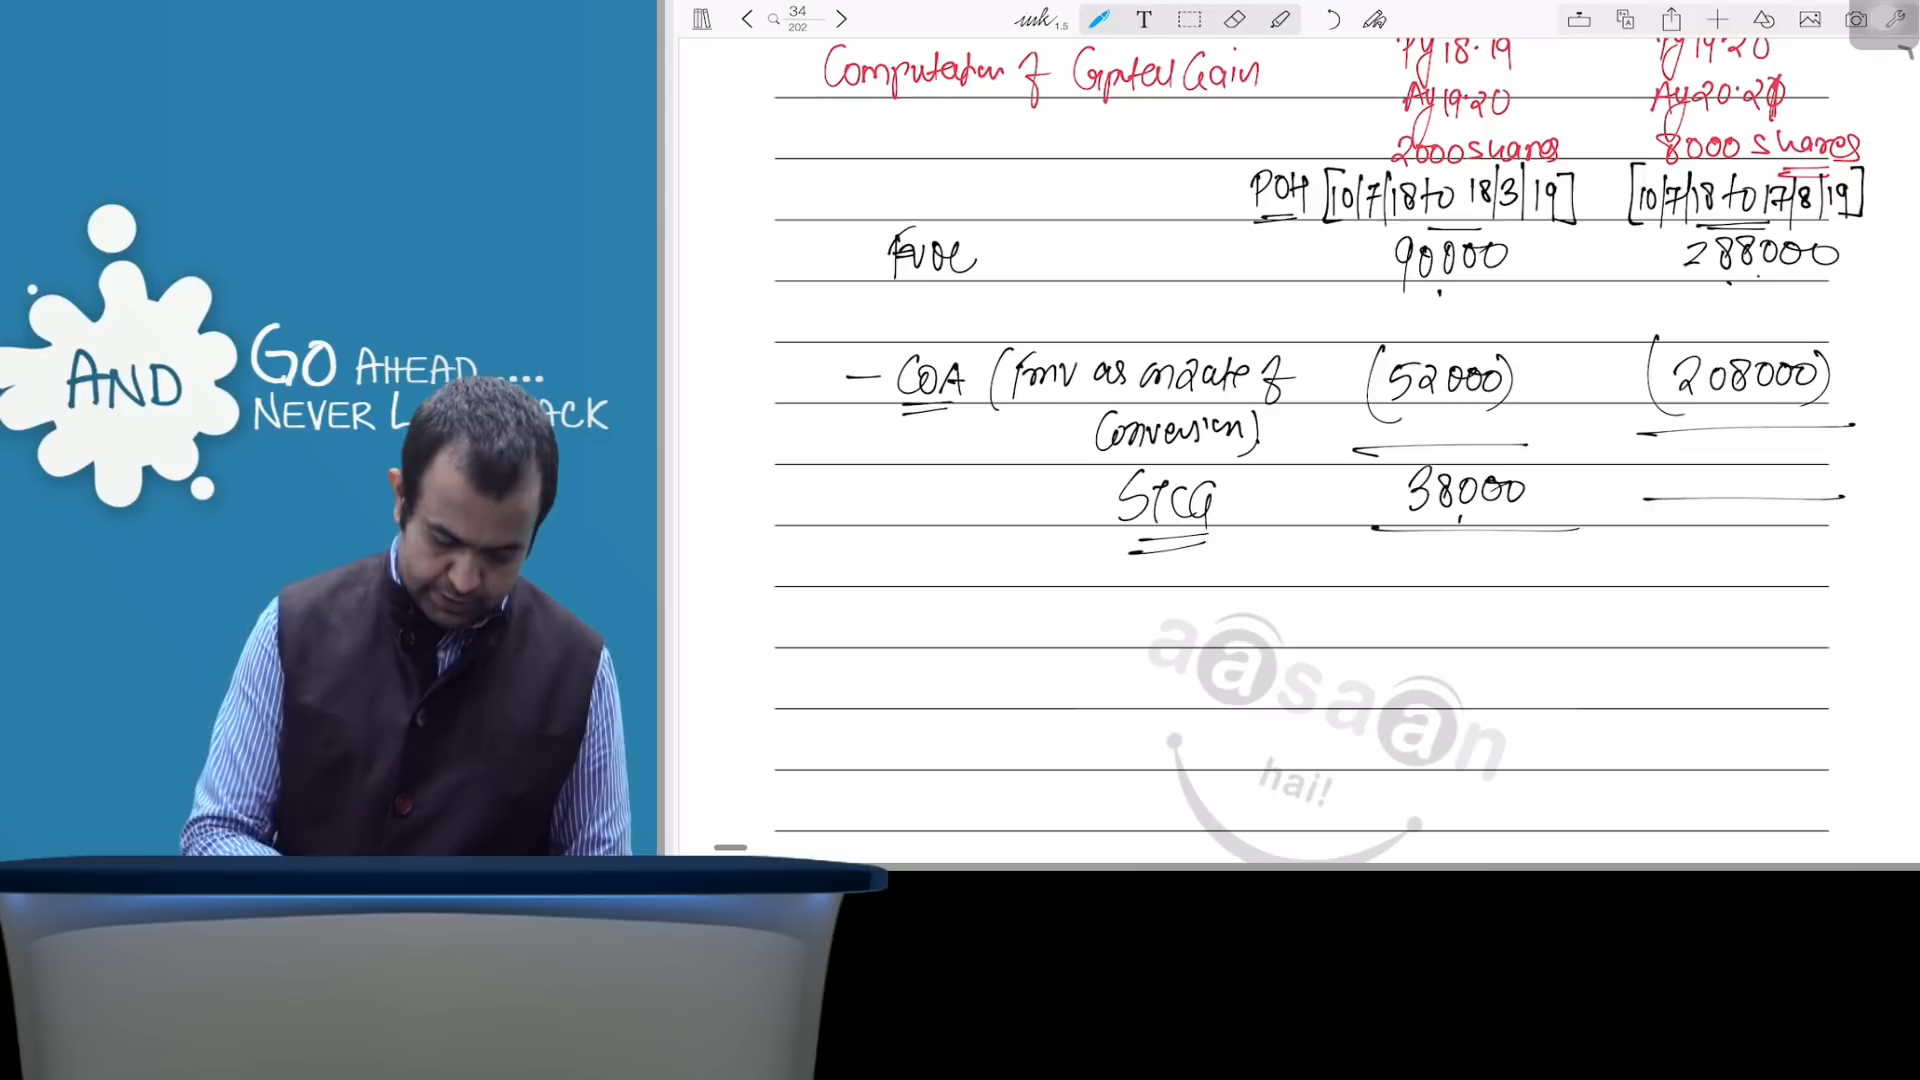 34
202
ink 1.5
T
Computation of Capital Gain
Py 18-19
Py 19-20
Ay 19-20
Ay 20-21
2000 shares
8000 shares
POH [10/7/18 to 18/3/19]
[10/7/18 to 17/8/19]
FVOC
90000
288000
- COA (FMV as on date of
(52000)
(208000)
Conversion)
STCG
38000
AND
GO AHEAD....
NEVER L ACK
aasaan
hai!